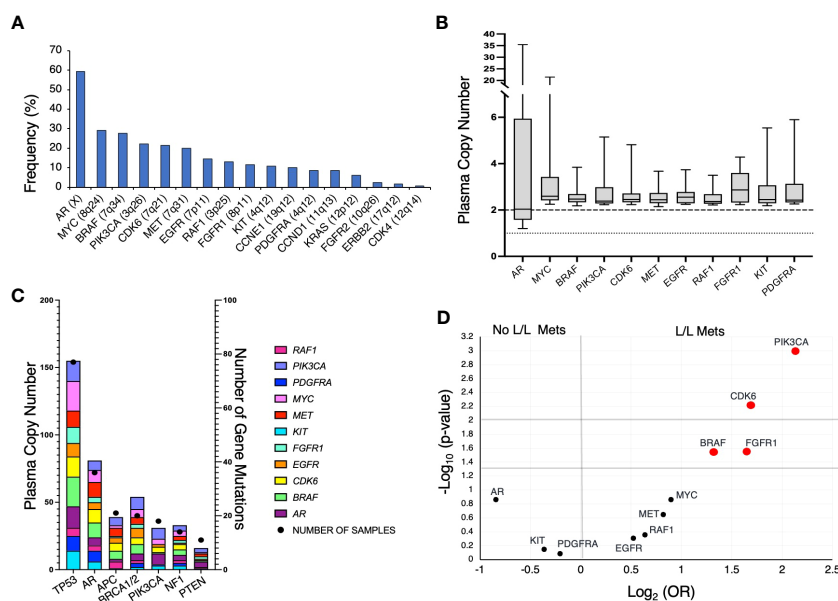 A
Frequency (%)
70
60
50
40
30
20
10
0
AR (X)
MYC (8q24)
BRAF (7q34)
PIK3CA (3q26)
CDK6 (7q21)
MET (7q31)
EGFR (7p11)
RAF1 (3p25)
FGFR1 (8p11)
KIT (4q12)
CCNE1 (19q12)
PDGFRA (4q12)
CCND1 (11q13)
KRAS (12p12)
FGFR2 (10q26)
ERBB2 (17q12)
CDK4 (12q14)
B
Plasma Copy Number
40
35
30
25
20
6
4
2
0
AR
MYC
BRAF
PIK3CA
CDK6
MET
EGFR
RAF1
FGFR1
KIT
PDGFRA
C
Plasma Copy Number
200
150
100
50
0
100
80
60
40
20
0
Number of Gene Mutations
TP53
AR
APC
BRCA1/2
PIK3CA
NF1
PTEN
RAF1
PIK3CA
PDGFRA
MYC
MET
KIT
FGFR1
EGFR
CDK6
BRAF
AR
NUMBER OF SAMPLES
D
No L/L Mets
L/L Mets
-Log10 (p-value)
3.2
3
2.8
2.6
2.4
2.2
2
1.8
1.6
1.4
1.2
1
0.8
0.6
0.4
0.2
0
PIK3CA
CDK6
BRAF
FGFR1
AR
MYC
MET
RAF1
EGFR
KIT
PDGFRA
-1
-0.5
0
0.5
1
1.5
2
2.5
Log2 (OR)